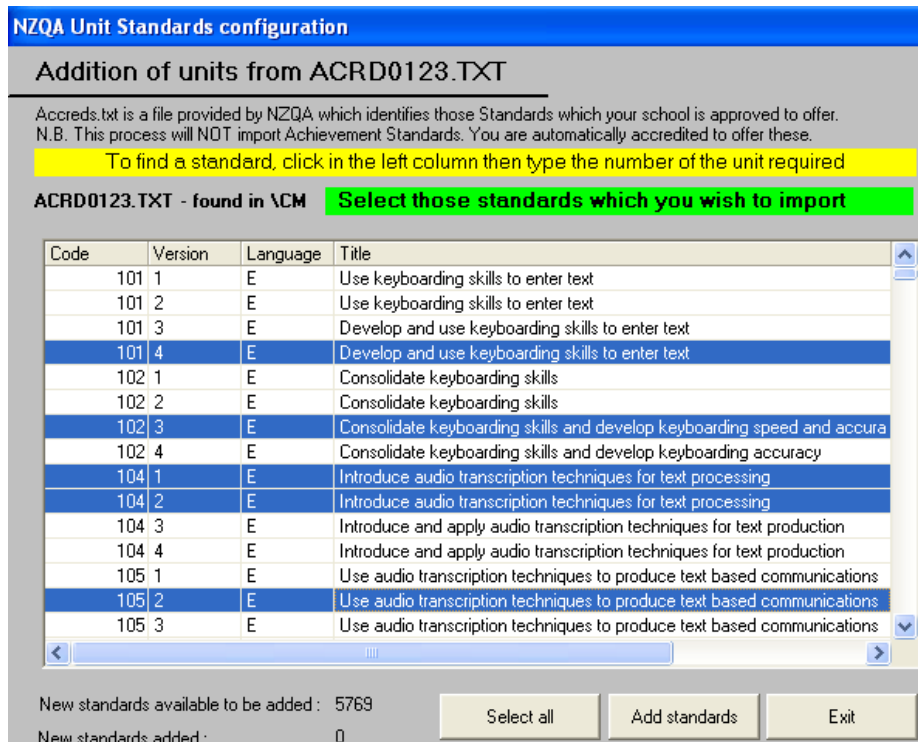 NZQA Unit Standards configuration
Addition of units from ACRD0123.TXT
Accreds.txt is a file provided by NZQA which identifies those Standards which your school is approved to offer.
N.B. This process will NOT import Achievement Standards. You are automatically accredited to offer these.
To find a standard, click in the left column then type the number of the unit required
ACRD0123.TXT - found in \CM Select those standards which you wish to import
Code Version Language Title
101 1 E Use keyboarding skills to enter text
101 2 E Use keyboarding skills to enter text
101 3 E Develop and use keyboarding skills to enter text
101 4 E Develop and use keyboarding skills to enter text
102 1 E Consolidate keyboarding skills
102 2 E Consolidate keyboarding skills
102 3 E Consolidate keyboarding skills and develop keyboarding speed and accura
102 4 E Consolidate keyboarding skills and develop keyboarding accuracy
104 1 E Introduce audio transcription techniques for text processing
104 2 E Introduce audio transcription techniques for text processing
104 3 E Introduce and apply audio transcription techniques for text production
104 4 E Introduce and apply audio transcription techniques for text production
105 1 E Use audio transcription techniques to produce text based communications
105 2 E Use audio transcription techniques to produce text based communications
105 3 E Use audio transcription techniques to produce text based communications
New standards available to be added : 5769
Select all Add standards Exit
New standards added : 0